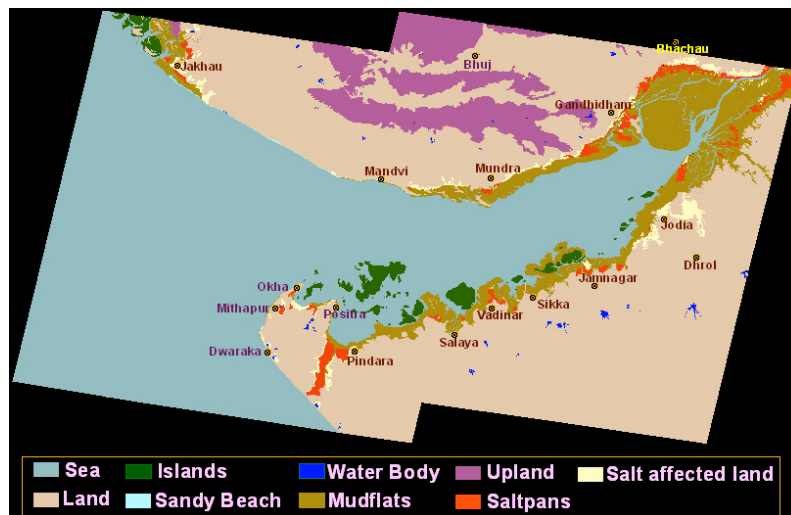 Bhachau
Bhuj
Jakhau
Gandhidham
Mandvi
Mundra
Jodia
Dhrol
Okha
Jamnagar
Mithapur
Positra
Vadinar
Sikka
Salaya
Dwaraka
Pindara
Sea
Islands
Water Body
Upland
Salt affected land
Land
Sandy Beach
Mudflats
Saltpans